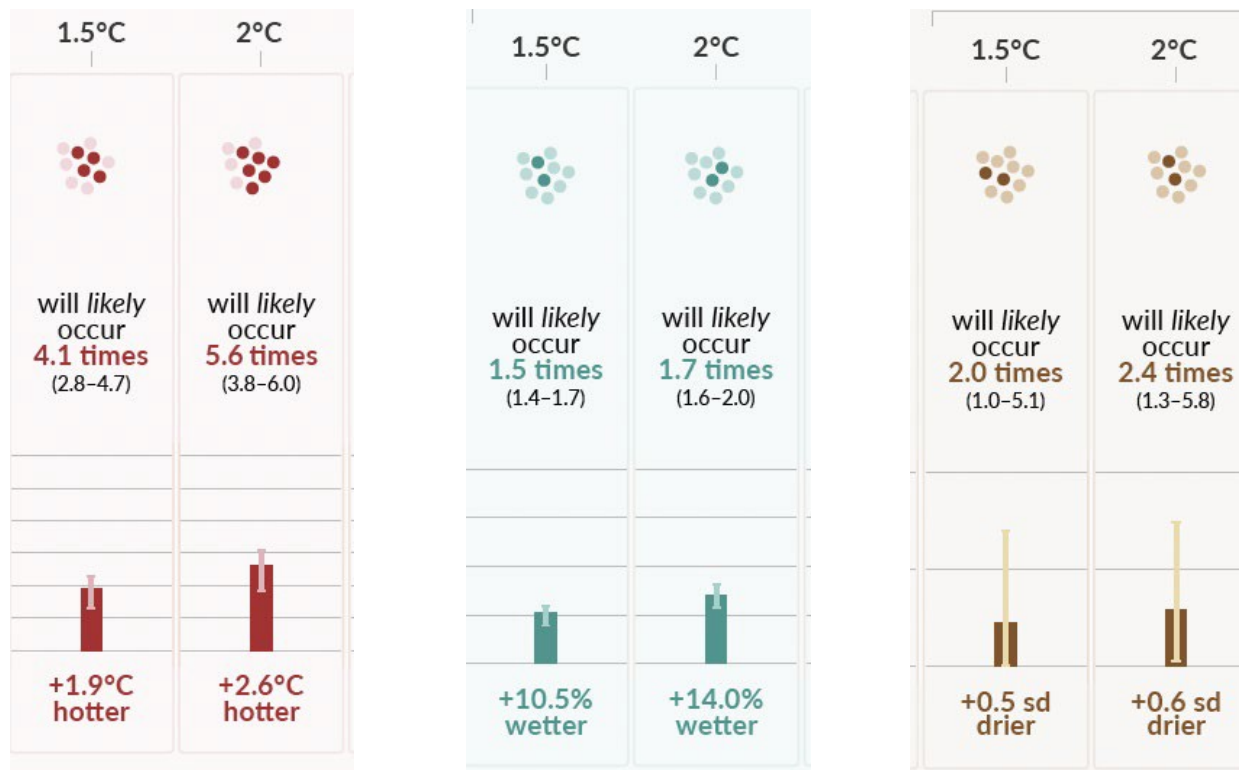 1.5°C
2°C
will likely
occur
4.1 times
(2.8–4.7)
will likely
occur
5.6 times
(3.8–6.0)
+1.9°C
hotter
+2.6°C
hotter
1.5°C
2°C
will likely
occur
1.5 times
(1.4–1.7)
will likely
occur
1.7 times
(1.6–2.0)
+10.5%
wetter
+14.0%
wetter
1.5°C
2°C
will likely
occur
2.0 times
(1.0–5.1)
will likely
occur
2.4 times
(1.3–5.8)
+0.5 sd
drier
+0.6 sd
drier